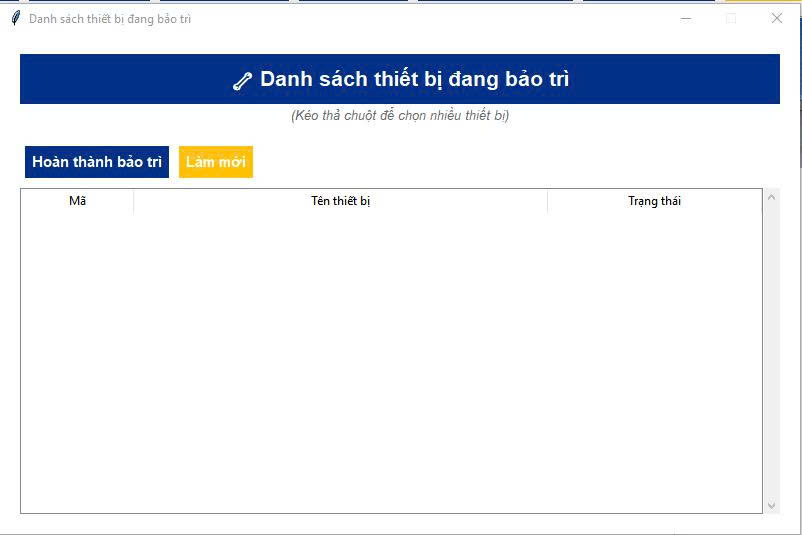 Danh sách thiết bị đang bảo trì
Danh sách thiết bị đang bảo trì
(Kéo thả chuột để chọn nhiều thiết bị)
Hoàn thành bảo trì Làm mới
Mã Tên thiết bị Trạng thái